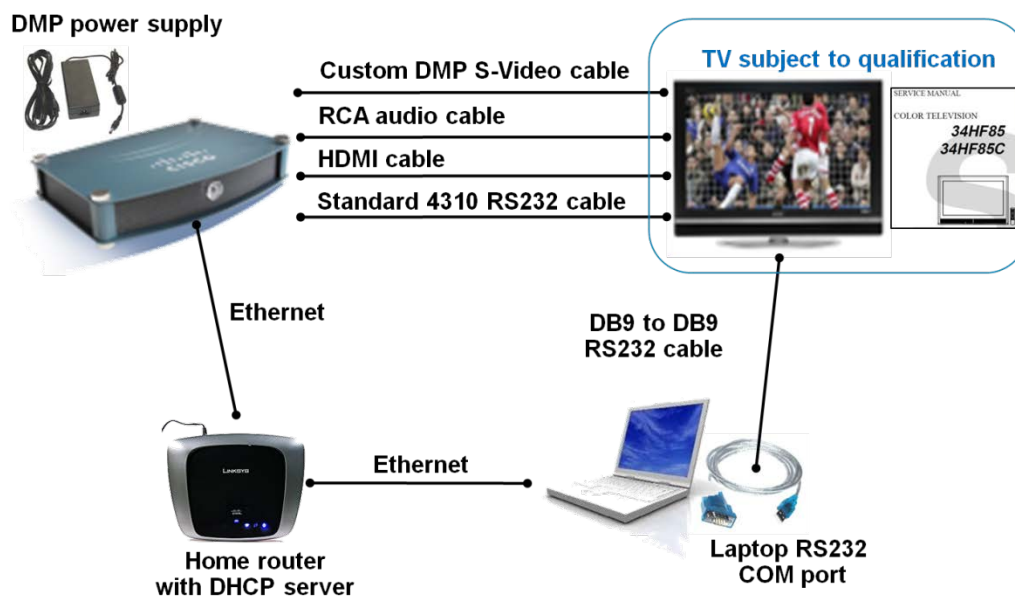 DMP power supply
TV subject to qualification
Custom DMP S-Video cable
RCA audio cable
HDMI cable
Standard 4310 RS232 cable
SERVICE MANUAL
COLOR TELEVISION
34HF85
34HF85C
S
CISCO
Ethernet
DB9 to DB9
RS232 cable
LINKSYS
Ethernet
Home router
with DHCP server
Laptop RS232
COM port